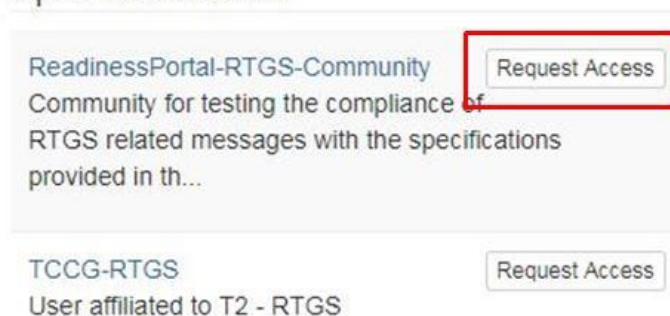 ReadinessPortal-RTGS-Community
Request Access
Community for testing the compliance of
RTGS related messages with the specifications
provided in th...
TCCG-RTGS
Request Access
User affiliated to T2 - RTGS